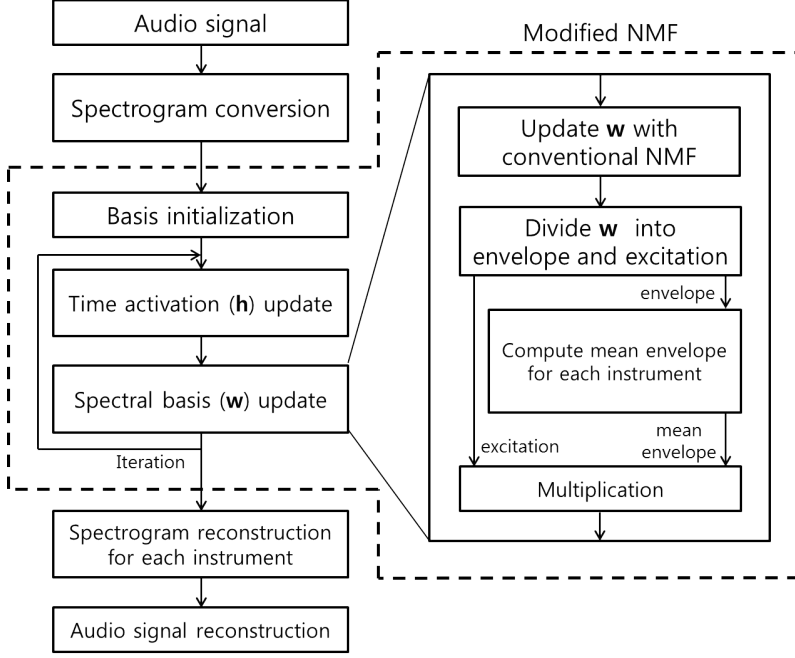 Audio signal
Spectrogram conversion
Basis initialization
Time activation (h) update
Spectral basis (w) update
Iteration
Spectrogram reconstruction
for each instrument
Audio signal reconstruction
Modified NMF
Update w with
conventional NMF
Divide w into
envelope and excitation
envelope
Compute mean envelope
for each instrument
excitation
mean
envelope
Multiplication